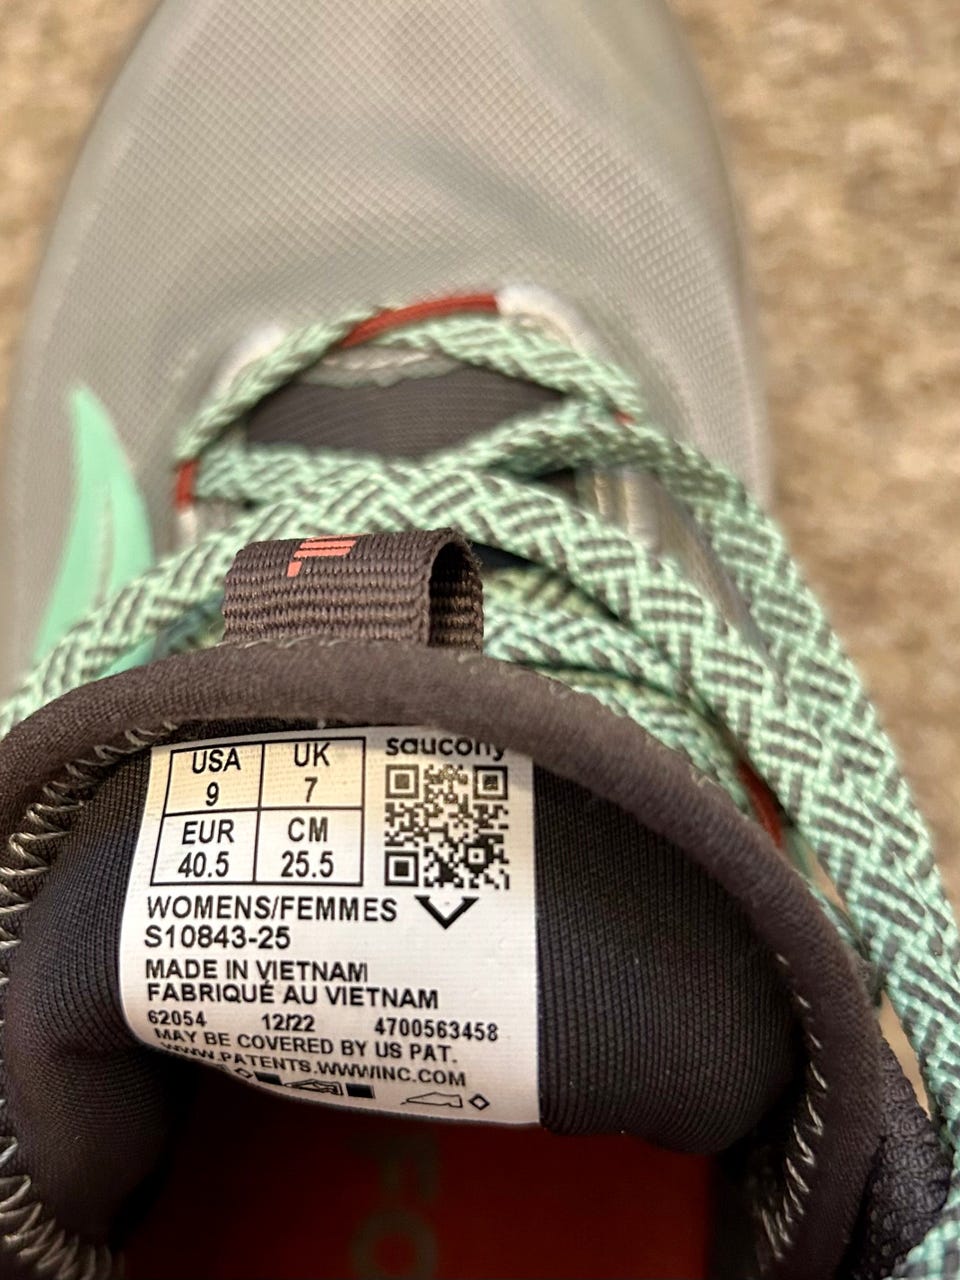 saucony
USA UK
9 7
EUR CM
40.5 25.5
WOMENS/FEMMES
S10843-25
MADE IN VIETNAM
FABRIQUÉ AU VIETNAM
62054 12/22 4700563458
MAY BE COVERED BY US PAT.
WWW.PATENTS.WWWINC.COM